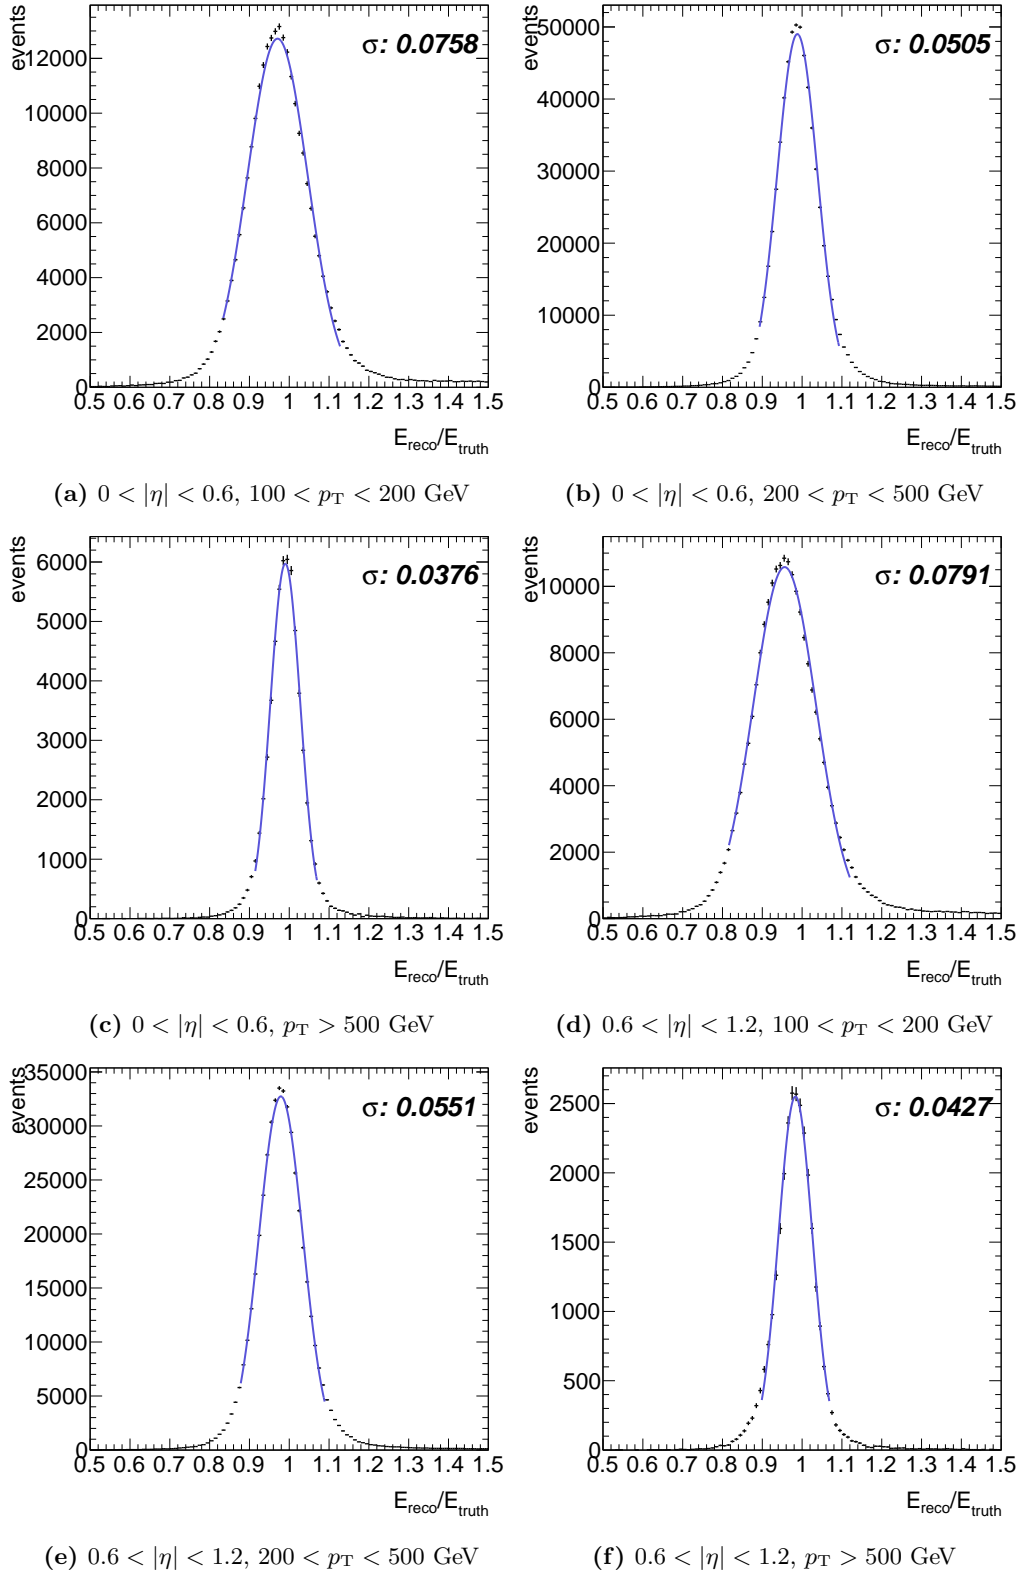 events
σ: 0.0758
12000
10000
8000
6000
4000
2000
0
0.5 0.6 0.7 0.8 0.9 1 1.1 1.2 1.3 1.4 1.5
E_reco/E_truth
(a) 0 < |η| < 0.6, 100 < p_T < 200 GeV
events
σ: 0.0505
50000
40000
30000
20000
10000
0
0.5 0.6 0.7 0.8 0.9 1 1.1 1.2 1.3 1.4 1.5
E_reco/E_truth
(b) 0 < |η| < 0.6, 200 < p_T < 500 GeV
events
σ: 0.0376
6000
5000
4000
3000
2000
1000
0
0.5 0.6 0.7 0.8 0.9 1 1.1 1.2 1.3 1.4 1.5
E_reco/E_truth
(c) 0 < |η| < 0.6, p_T > 500 GeV
events
σ: 0.0791
10000
8000
6000
4000
2000
0
0.5 0.6 0.7 0.8 0.9 1 1.1 1.2 1.3 1.4 1.5
E_reco/E_truth
(d) 0.6 < |η| < 1.2, 100 < p_T < 200 GeV
events
σ: 0.0551
35000
30000
25000
20000
15000
10000
5000
0
0.5 0.6 0.7 0.8 0.9 1 1.1 1.2 1.3 1.4 1.5
E_reco/E_truth
(e) 0.6 < |η| < 1.2, 200 < p_T < 500 GeV
events
σ: 0.0427
2500
2000
1500
1000
500
0
0.5 0.6 0.7 0.8 0.9 1 1.1 1.2 1.3 1.4 1.5
E_reco/E_truth
(f) 0.6 < |η| < 1.2, p_T > 500 GeV